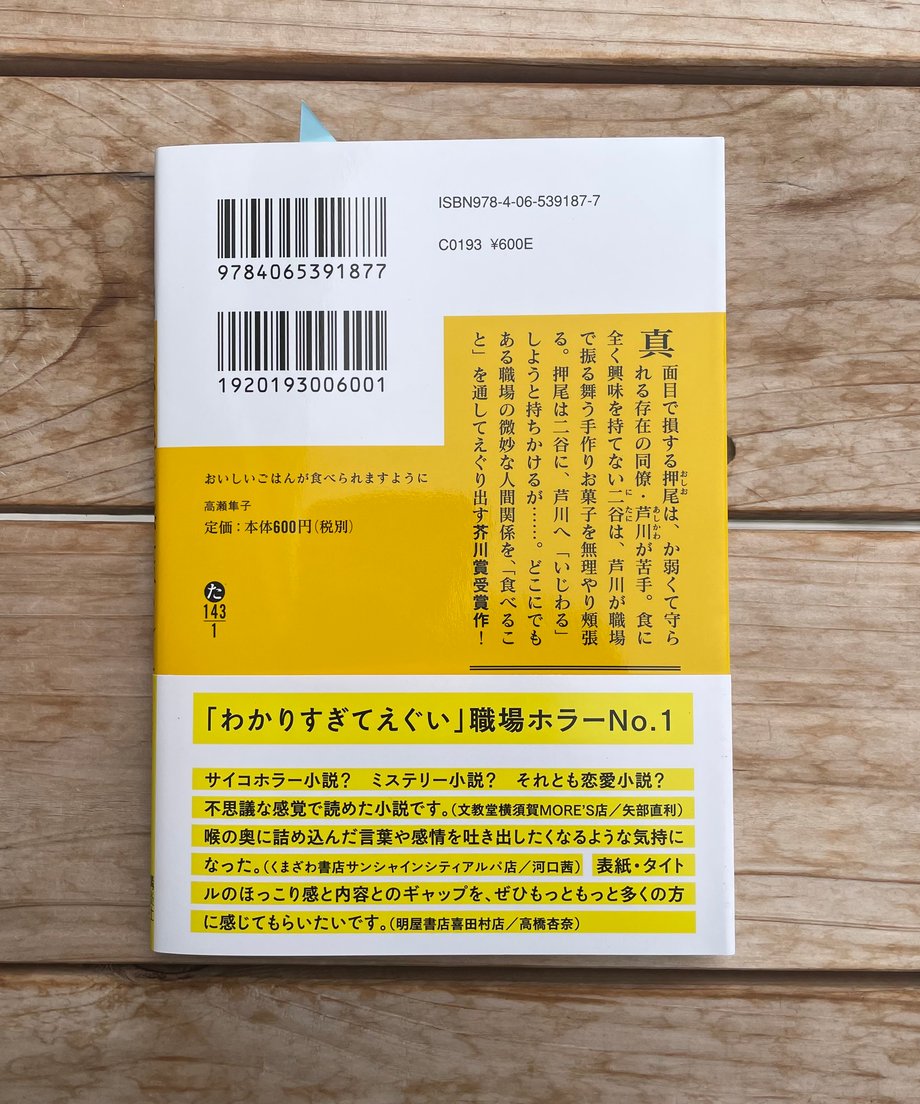 ISBN978-4-06-539187-7
C0193 ¥600E
9784065391877
1920193006001
真面目で損する押尾は、か弱くて守ら
れる存在の同僚・芦川が苦手。食に
全く興味を持てない二谷は、芦川が職場
で振る舞う手作りお菓子を無理やり頰張
る。押尾は二谷に、芦川へ「いじわる」
しようと持ちかけるが……。どこにでも
ある職場の微妙な人間関係を、「食べるこ
と」を通してえぐり出す芥川賞受賞作!
おいしいごはんが食べられますように
高瀬隼子
定価:本体600円(税別)
た
143
1
「わかりすぎてえぐい」職場ホラーNo.1
サイコホラー小説? ミステリー小説? それとも恋愛小説?
不思議な感覚で読めた小説です。(文教堂横須賀MORE'S店/矢部直利)
喉の奥に詰め込んだ言葉や感情を吐き出したくなるような気持に
なった。(くまざわ書店サンシャインシティアルパ店/河口茜) 表紙・タイト
ルのほっこり感と内容とのギャップを、ぜひもっともっと多くの方
に感じてもらいたいです。(明屋書店喜田村店/高橋杏奈)